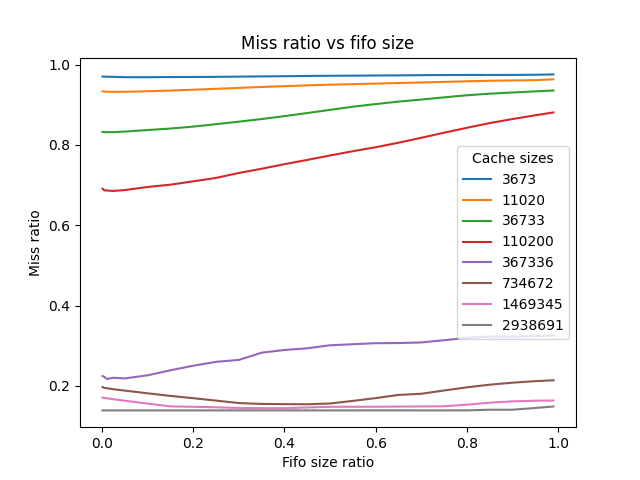 Miss ratio vs fifo size
Miss ratio
1.0
0.8
0.6
0.4
0.2
Cache sizes
3673
11020
36733
110200
367336
734672
1469345
2938691
0.0 0.2 0.4 0.6 0.8 1.0
Fifo size ratio